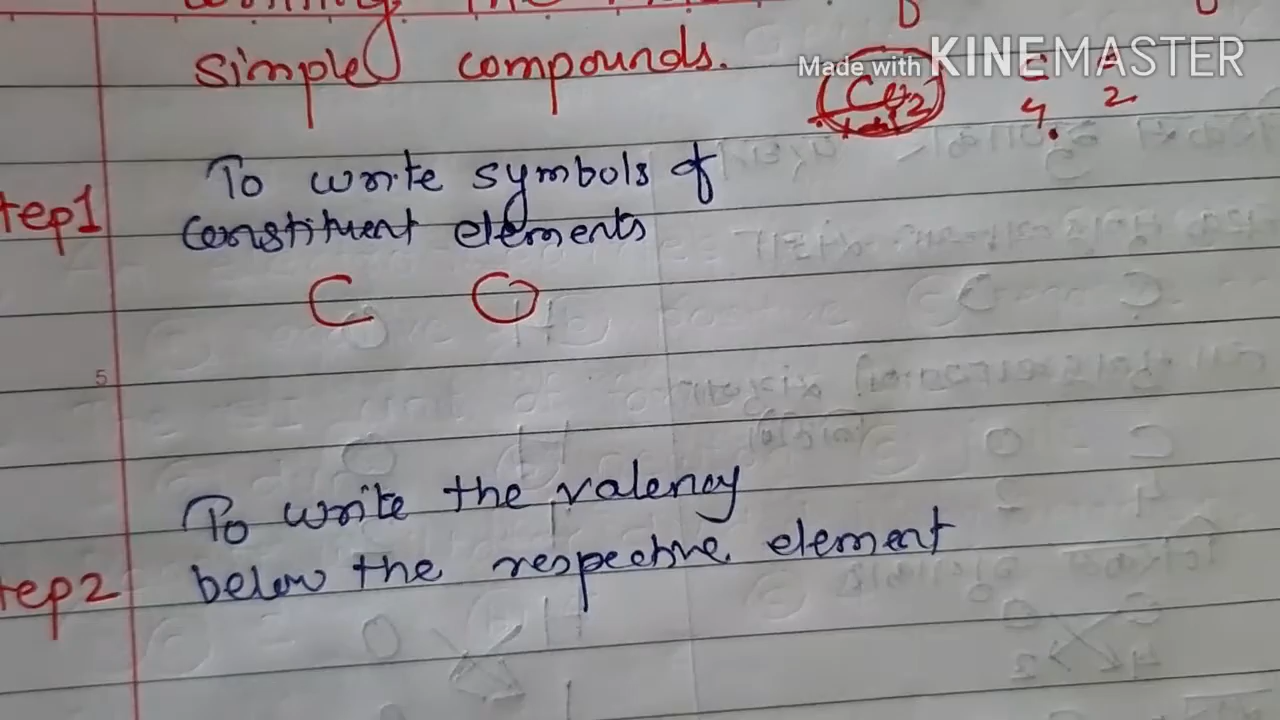 simple compounds.
Made with KINEMASTER
4 2
To write symbols of
tep1 constituent elements
C O
5
To write the valency
below the respective element
tep2